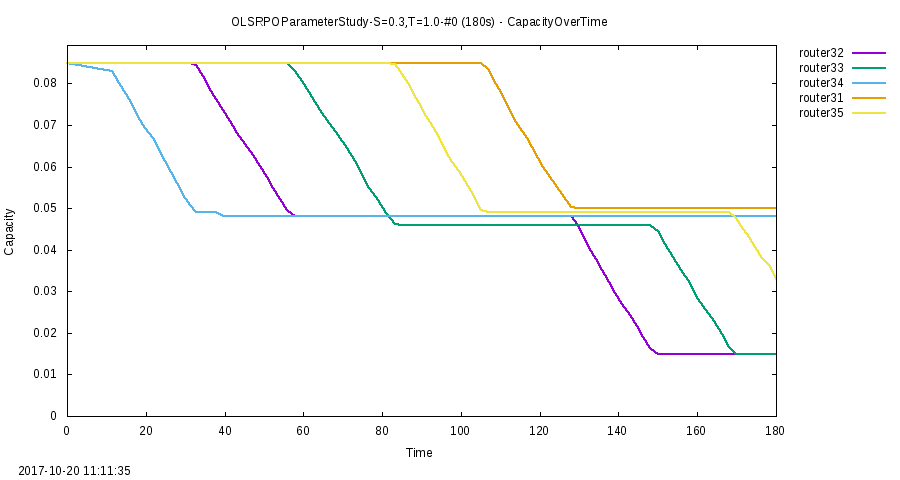 OLSRPOParameterStudy-S=0.3,T=1.0-#0 (180s) - CapacityOverTime
router32
router33
router34
router31
router35
0.08
0.07
0.06
0.05
0.04
0.03
0.02
0.01
0
Capacity
0 20 40 60 80 100 120 140 160 180
Time
2017-10-20 11:11:35